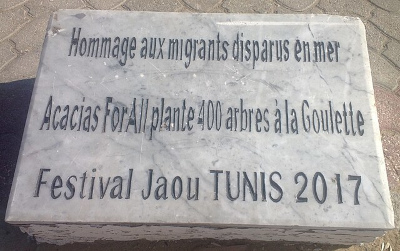 Hommage aux migrants disparus en mer
Acacias For All plante 400 arbres à la Goulette
Festival Jaou TUNIS 2017